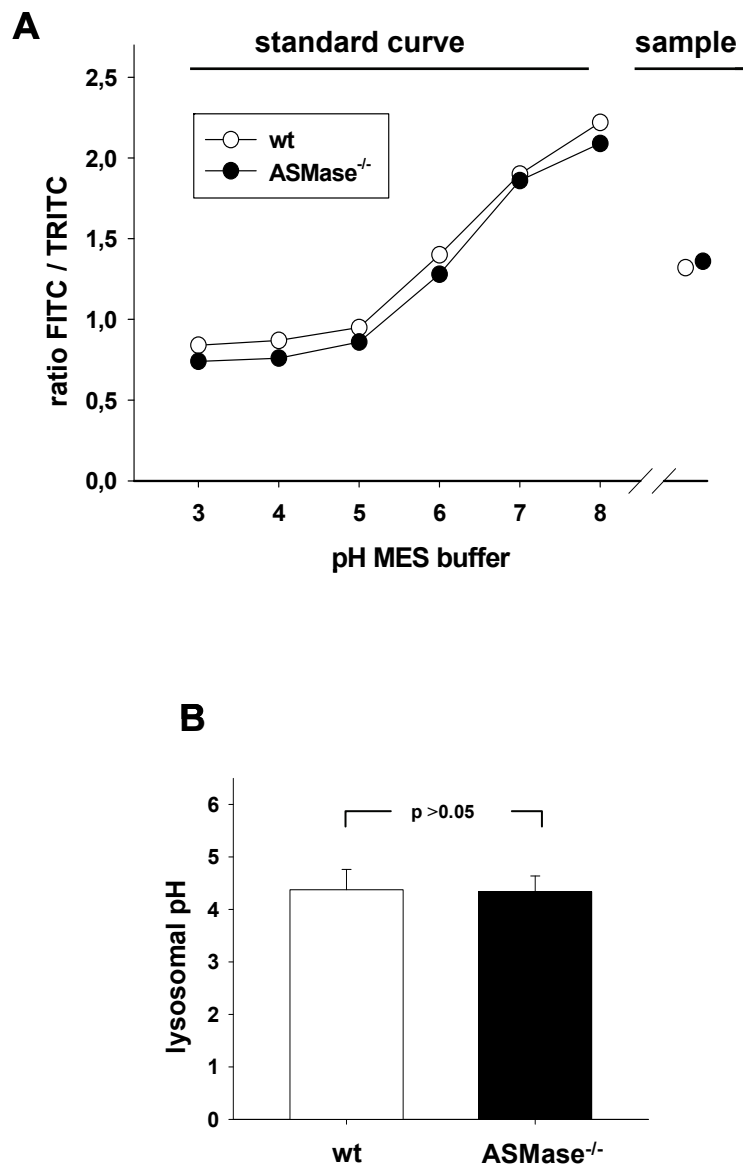 A
standard curve
sample
2,5
2,0
1,5
1,0
0,5
0,0
ratio FITC / TRITC
wt
ASMase-/-
3 4 5 6 7 8
pH MES buffer
B
6
5
4
3
2
1
0
lysosomal pH
p >0.05
wt
ASMase-/-